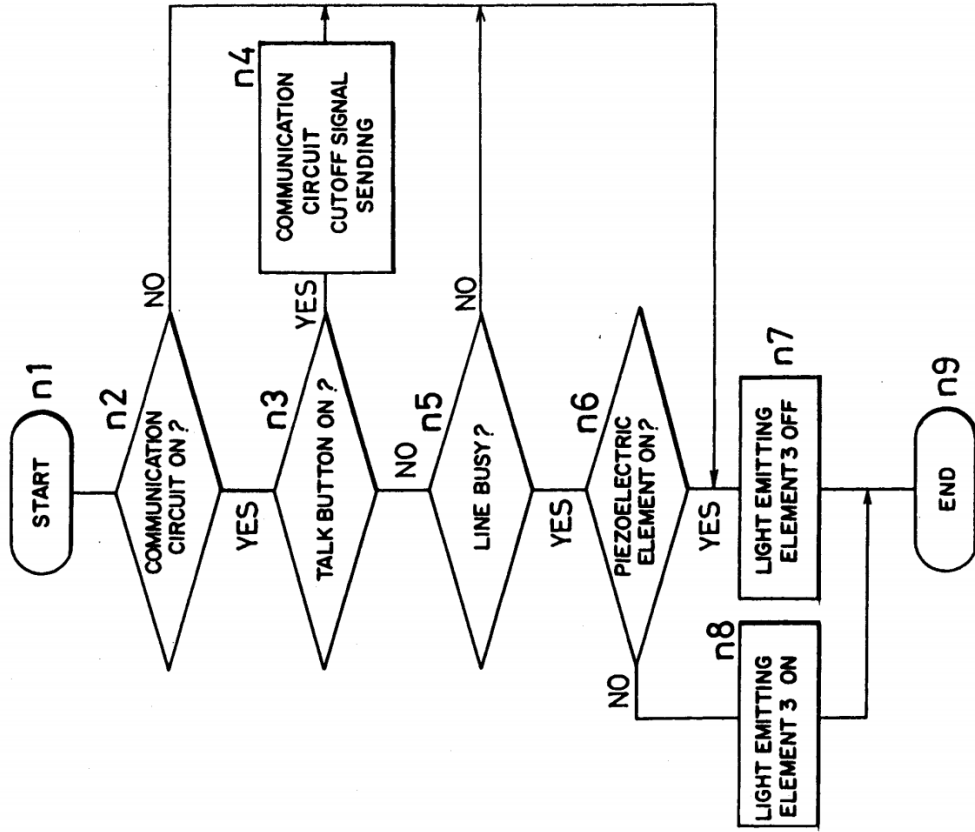 START
n1
COMMUNICATION
CIRCUIT ON?
n2
NO
YES
TALK BUTTON ON?
n3
YES
COMMUNICATION
CIRCUIT
CUTOFF SIGNAL
SENDING
n4
NO
LINE BUSY?
n5
NO
YES
PIEZOELECTRIC
ELEMENT ON?
n6
NO
YES
LIGHT EMITTING
ELEMENT 3 OFF
n7
LIGHT EMITTING
ELEMENT 3 ON
n8
END
n9